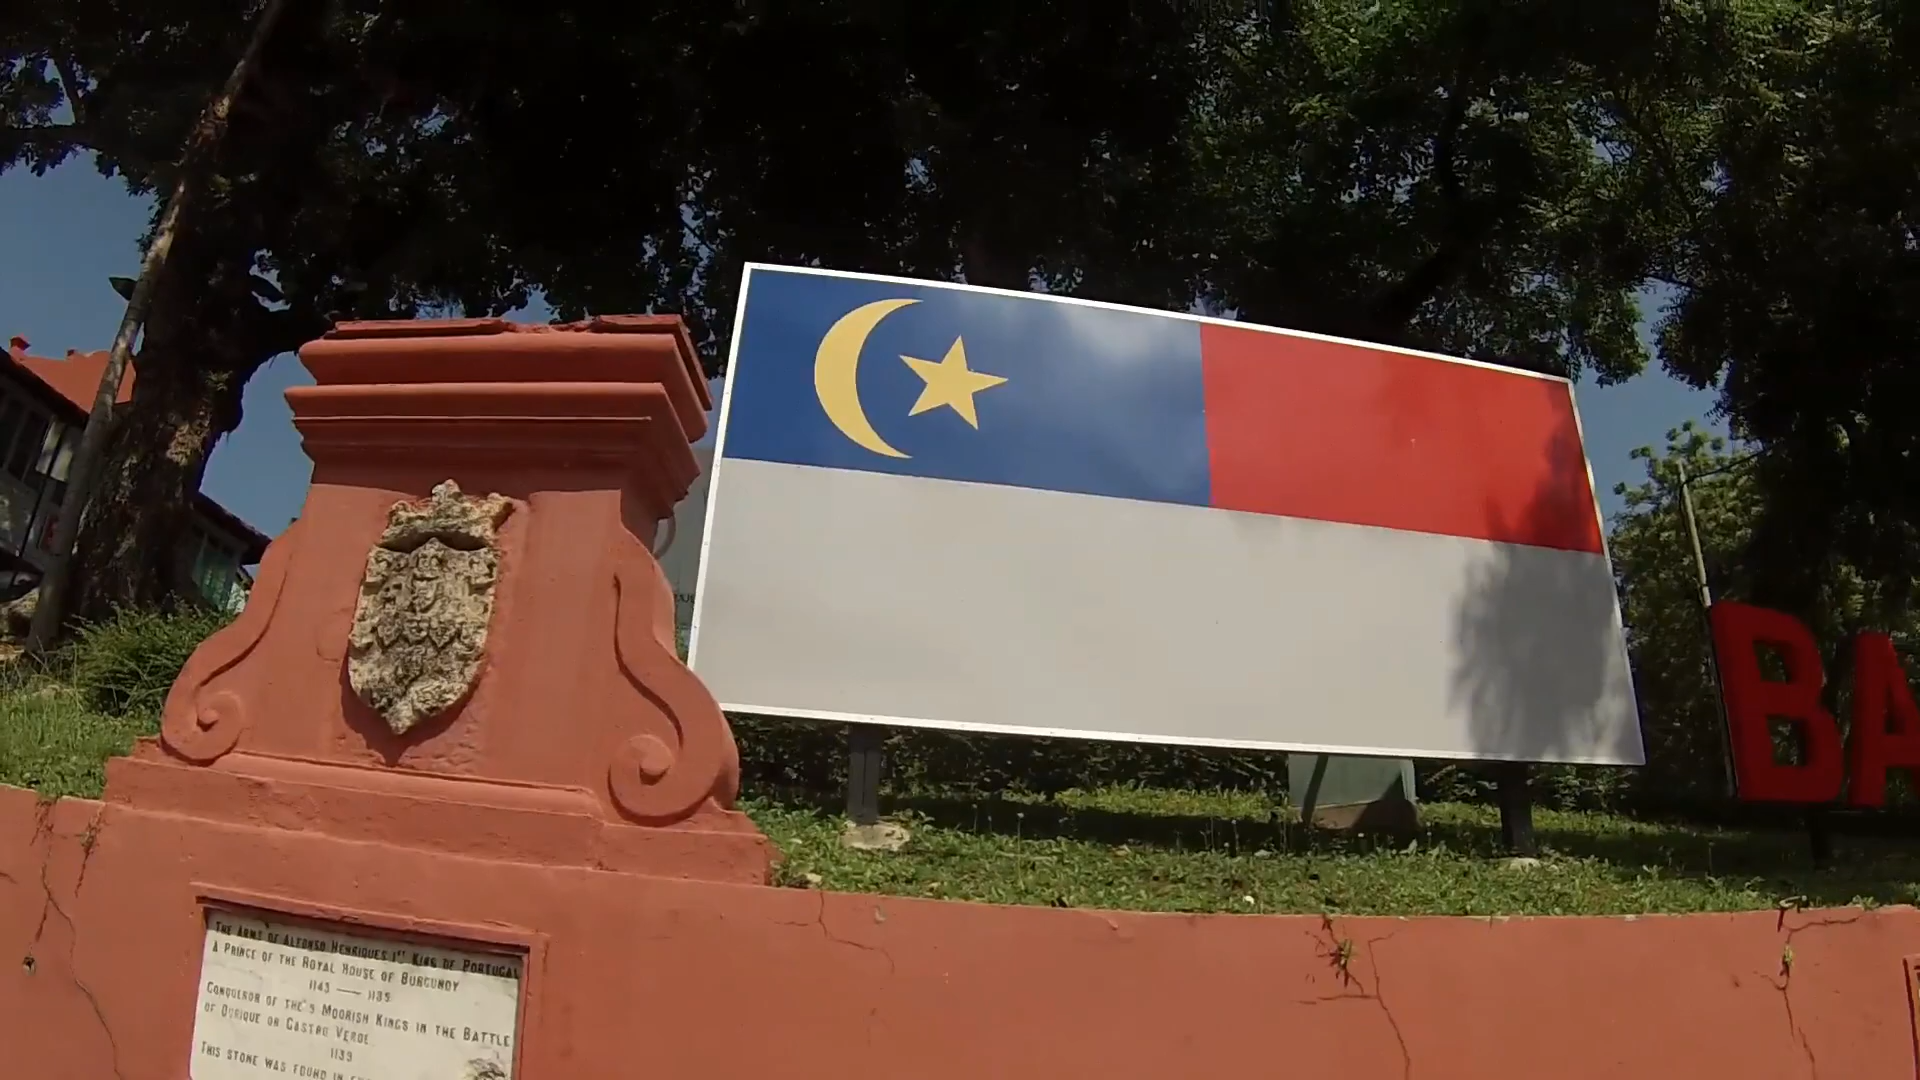 THE ARMS OF ALFONSO HENRIQUES 1ST KING OF PORTUGAL
A PRINCE OF THE ROYAL HOUSE OF BURGUNDY
1143 — 1185
CONQUEROR OF THE 5 MOORISH KINGS IN THE BATTLE
OF OURIQUE OR CASTRO VERDE
1139
THIS STONE WAS FOUND IN
BA